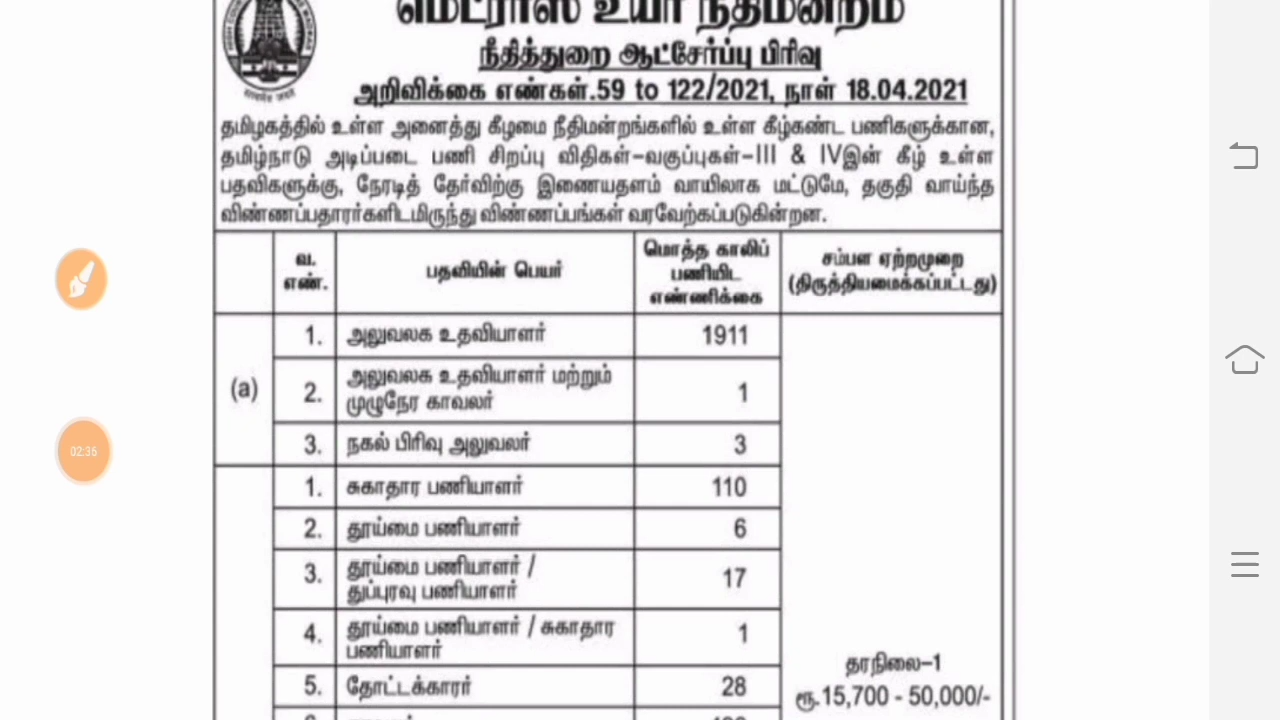 மெட்ராஸ் உயர் நீதிமன்றம்
நீதித்துறை ஆட்சேர்ப்பு பிரிவு
அறிவிக்கை எண்கள்.59 to 122/2021, நாள் 18.04.2021
தமிழகத்தில் உள்ள அனைத்து கீழமை நீதிமன்றங்களில் உள்ள கீழ்கண்ட பணிகளுக்கான,
தமிழ்நாடு அடிப்படை பணி சிறப்பு விதிகள்–வகுப்புகள்–III & IVஇன் கீழ் உள்ள
பதவிகளுக்கு, நேரடித் தேர்விற்கு இணையதளம் வாயிலாக மட்டுமே, தகுதி வாய்ந்த
விண்ணப்பதாரர்களிடமிருந்து விண்ணப்பங்கள் வரவேற்கப்படுகின்றன.
வ. எண். பதவியின் பெயர் மொத்த காலிப் பணியிட எண்ணிக்கை சம்பள ஏற்றமுறை (திருத்தியமைக்கப்பட்டது)
(a)
1. அலுவலக உதவியாளர் 1911
2. அலுவலக உதவியாளர் மற்றும்
முழுநேர காவலர் 1
3. நகல் பிரிவு அலுவலர் 3
1. சுகாதார பணியாளர் 110
2. தூய்மை பணியாளர் 6
3. தூய்மை பணியாளர் /
துப்புரவு பணியாளர் 17
4. தூய்மை பணியாளர் / சுகாதார
பணியாளர் 1
5. தோட்டக்காரர் 28
தரநிலை–1
ரூ.15,700 - 50,000/-
02:36